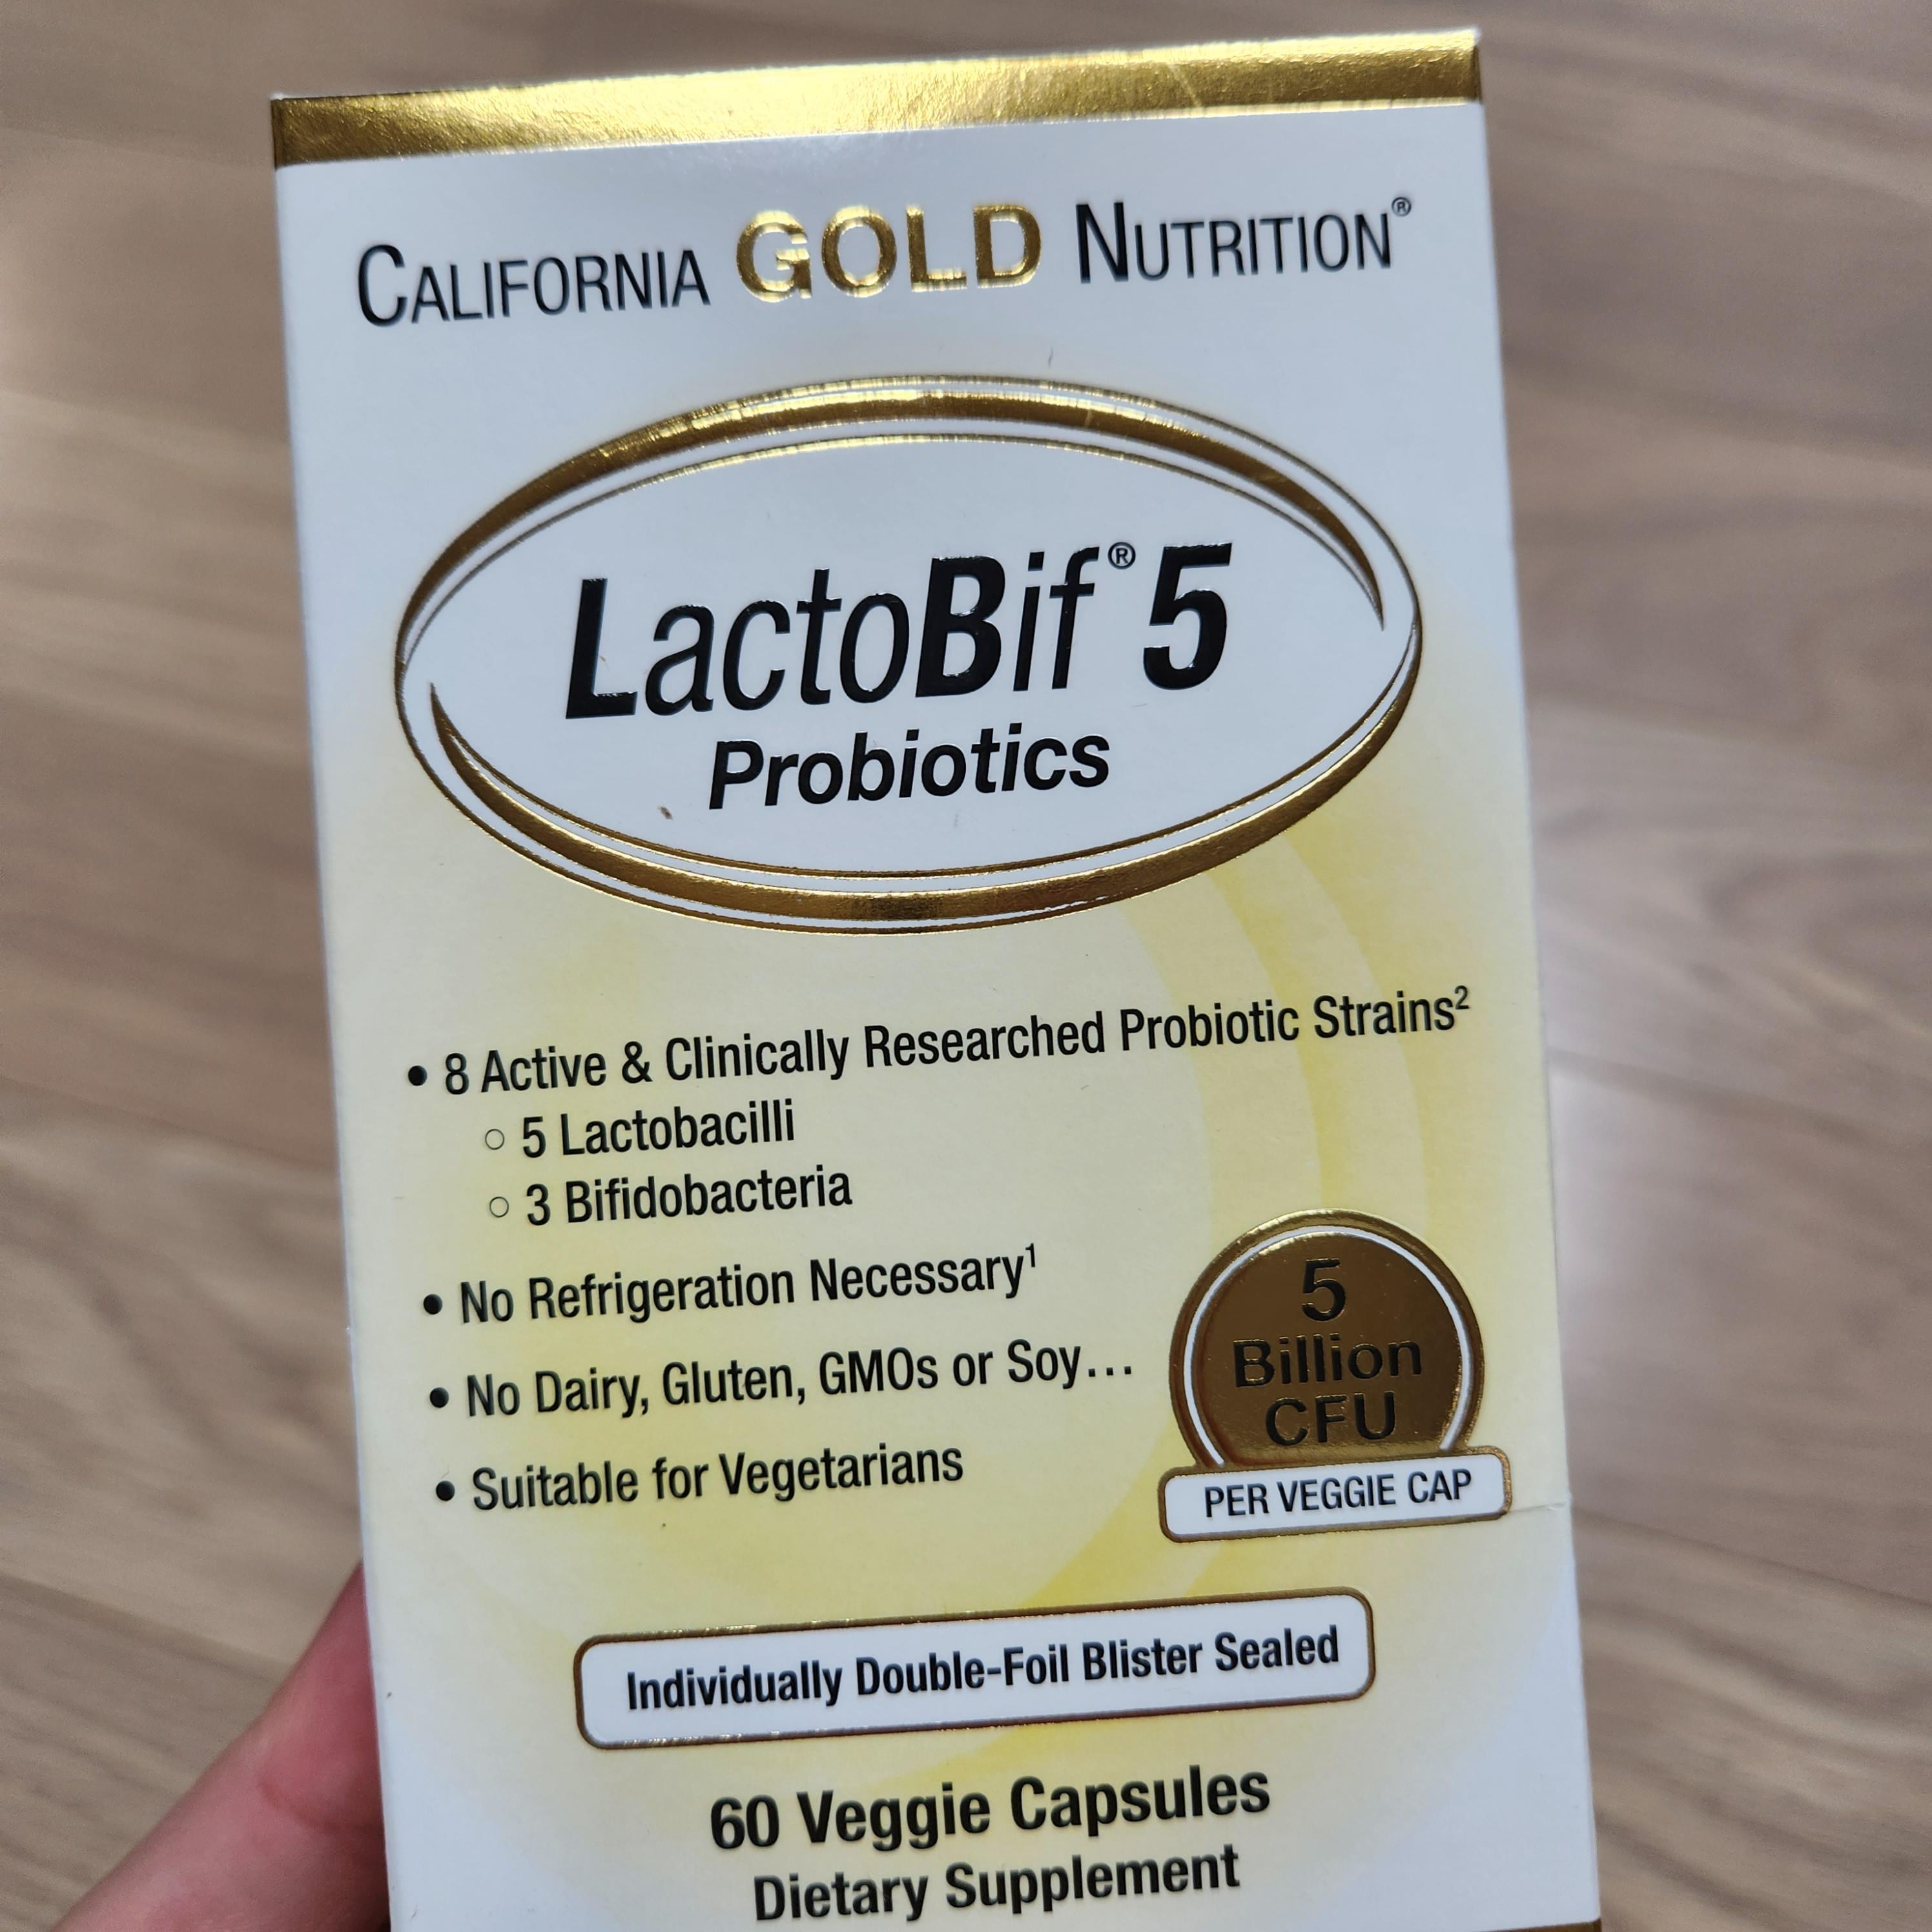 CALIFORNIA GOLD NUTRITION®
LactoBif® 5
Probiotics
• 8 Active & Clinically Researched Probiotic Strains²
○ 5 Lactobacilli
○ 3 Bifidobacteria
• No Refrigeration Necessary¹
• No Dairy, Gluten, GMOs or Soy...
• Suitable for Vegetarians
5
Billion
CFU
PER VEGGIE CAP
Individually Double-Foil Blister Sealed
60 Veggie Capsules
Dietary Supplement